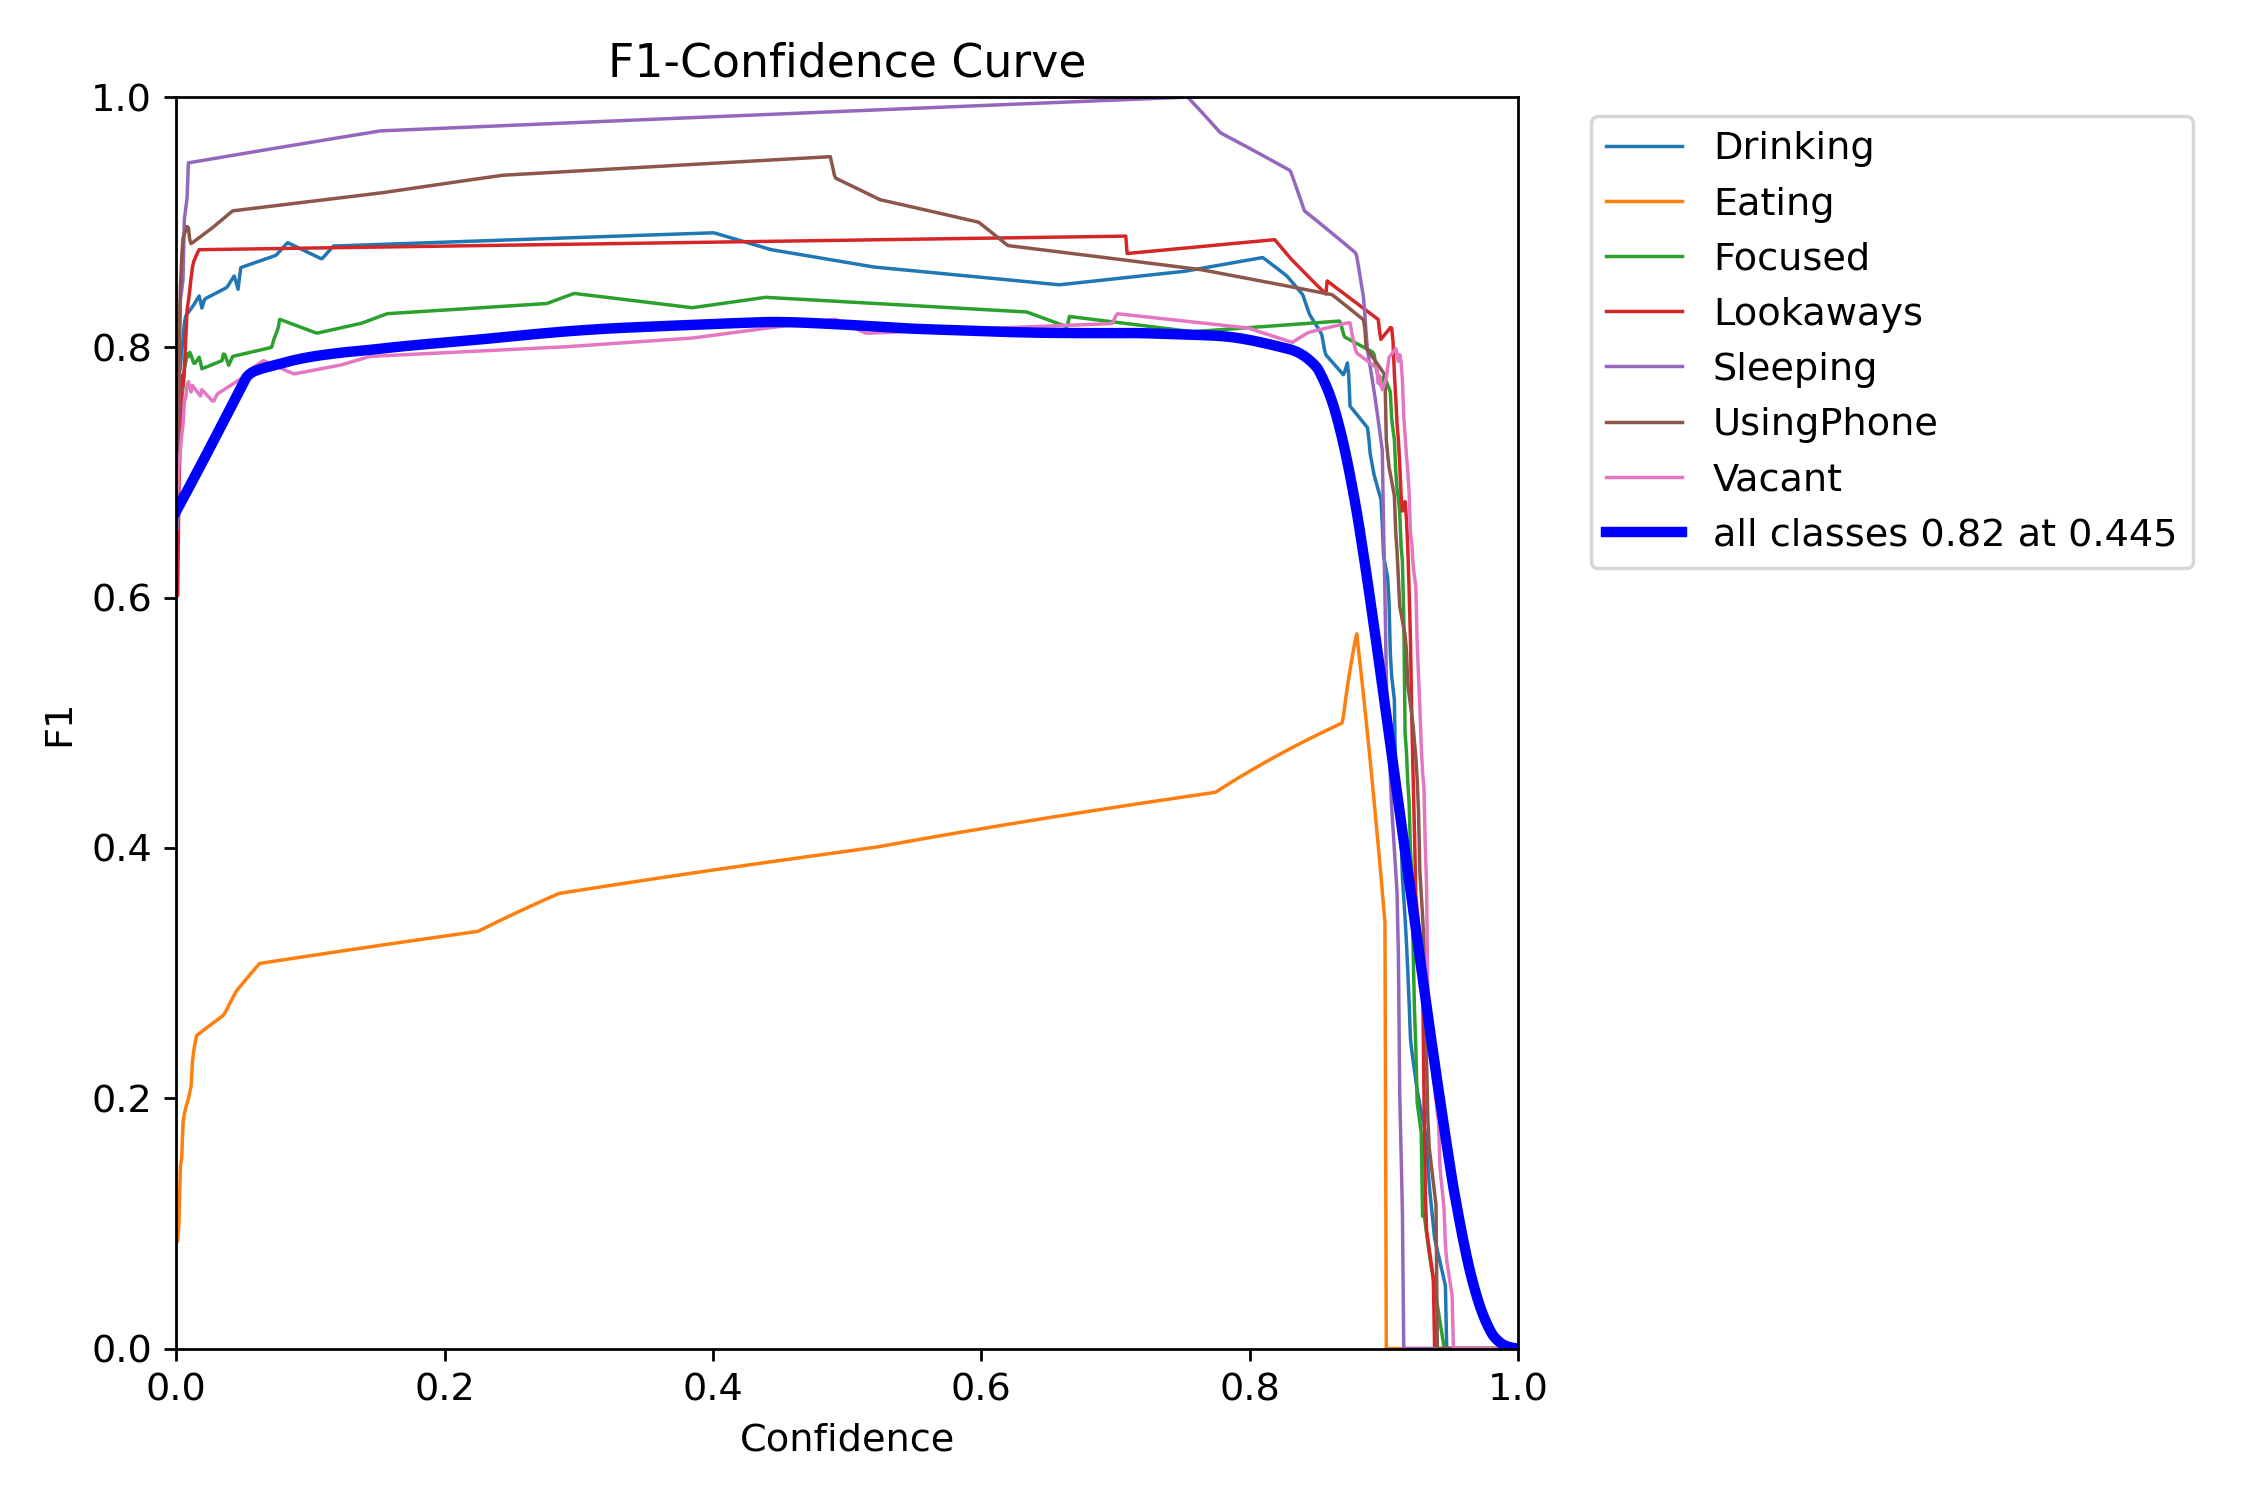 F1-Confidence Curve
1.0
0.8
0.6
0.4
0.2
0.0
F1
0.0 0.2 0.4 0.6 0.8 1.0
Confidence
Drinking
Eating
Focused
Lookaways
Sleeping
UsingPhone
Vacant
all classes 0.82 at 0.445